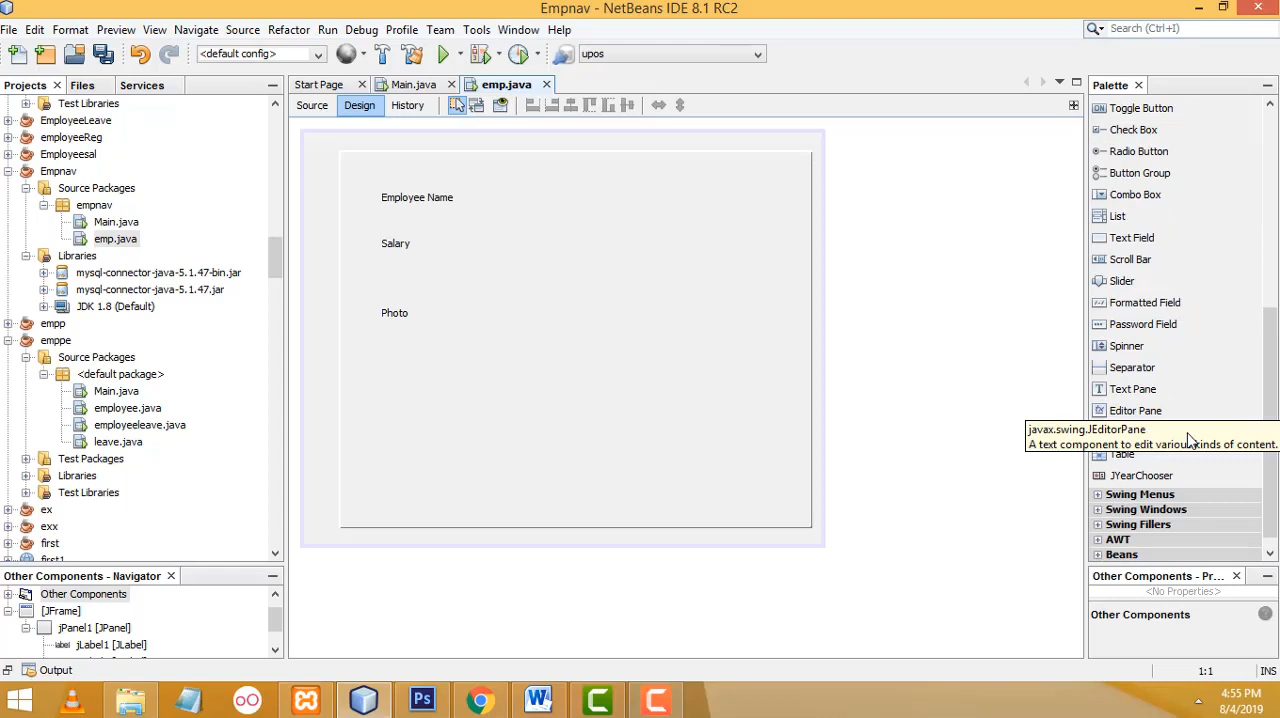 Empnav - NetBeans IDE 8.1 RC2
File Edit Format Preview View Navigate Source Refactor Run Debug Profile Team Tools Window Help
Search (Ctrl+I)
<default config>
upos
Projects Files Services
Start Page Main.java emp.java
Palette
Source Design History
Test Libraries
EmployeeLeave
employeeReg
Employeesal
Empnav
Source Packages
empnav
Main.java
emp.java
Libraries
mysql-connector-java-5.1.47-bin.jar
mysql-connector-java-5.1.47.jar
JDK 1.8 (Default)
empp
emppe
Source Packages
<default package>
Main.java
employee.java
employeeleave.java
leave.java
Test Packages
Libraries
Test Libraries
ex
exx
first
first1
Employee Name
Salary
Photo
Toggle Button
Check Box
Radio Button
Button Group
Combo Box
List
Text Field
Scroll Bar
Slider
Formatted Field
Password Field
Spinner
Separator
Text Pane
Editor Pane
javax.swing.JEditorPane
A text component to edit various kinds of content.
Table
JYearChooser
Swing Menus
Swing Windows
Swing Fillers
AWT
Beans
Other Components - Navigator
Other Components
[JFrame]
jPanel1 [JPanel]
jLabel1 [JLabel]
Other Components - Pr...
<No Properties>
Other Components
Output
1:1
INS
Ps
4:55 PM
8/4/2019